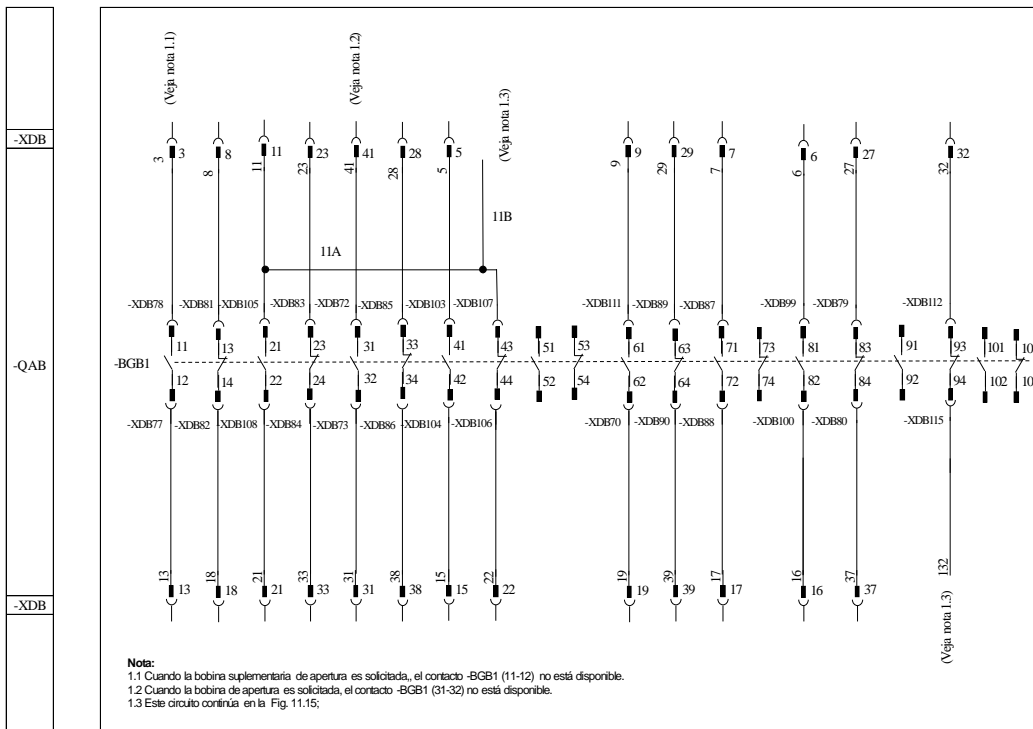 (Veja nota 1.1)
(Veja nota 1.2)
(Veja nota 1.3)
-XDB
3 8 11 23 41 28 5 9 29 7 6 27 32
3 8 11 23 41 28 5 9 29 7 6 27 32
11B
11A
-XDB78 -XDB81 -XDB105 -XDB83 -XDB72 -XDB85 -XDB103 -XDB107 -XDB111 -XDB89 -XDB87 -XDB99 -XDB79 -XDB112
11 13 21 23 31 33 41 43 51 53 61 63 71 73 81 83 91 93 101 10
-QAB
-BGB1
12 14 22 24 32 34 42 44 52 54 62 64 72 74 82 84 92 94 102 10
-XDB77 -XDB82 -XDB108 -XDB84 -XDB73 -XDB86 -XDB104 -XDB106 -XDB70 -XDB90 -XDB88 -XDB100 -XDB80 -XDB115
13 18 21 33 31 38 15 22 19 39 17 16 37 132
13 18 21 33 31 38 15 22 19 39 17 16 37
-XDB
(Veja nota 1.3)
Nota:
1.1 Cuando la bobina suplementaria de apertura es solicitada,, el contacto -BGB1 (11-12) no está disponible.
1.2 Cuando la bobina de apertura es solicitada, el contacto -BGB1 (31-32) no está disponible.
1.3 Este circuito continúa en la Fig. 11.15;